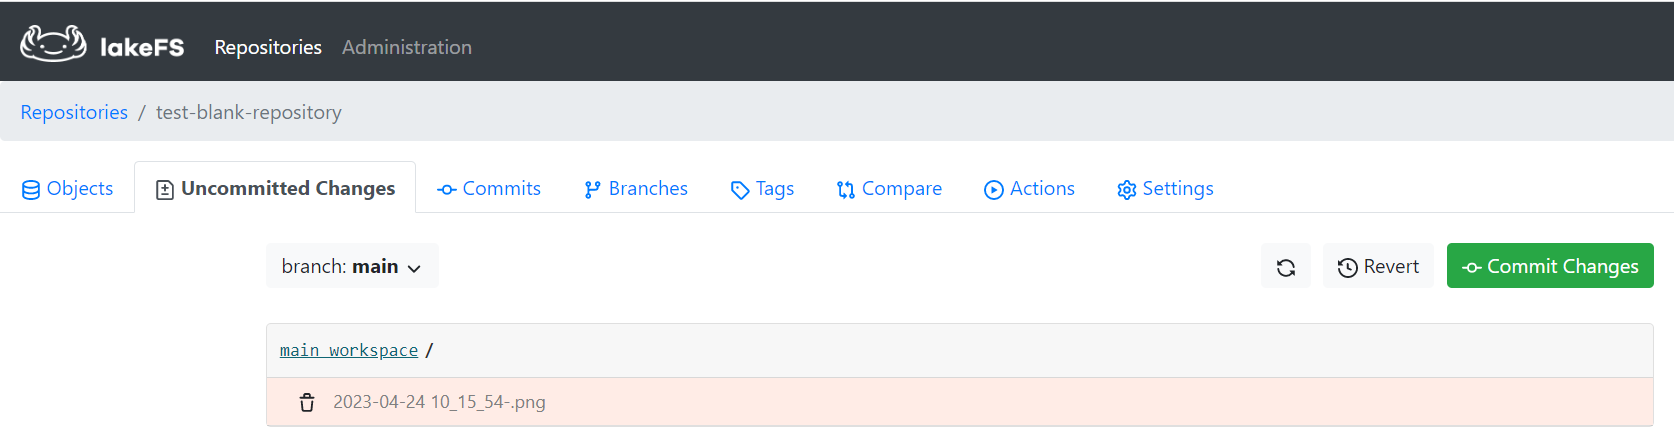 lakeFS Repositories Administration
Repositories / test-blank-repository
Objects Uncommitted Changes Commits Branches Tags Compare Actions Settings
branch: main Revert Commit Changes
main workspace /
2023-04-24 10_15_54-.png